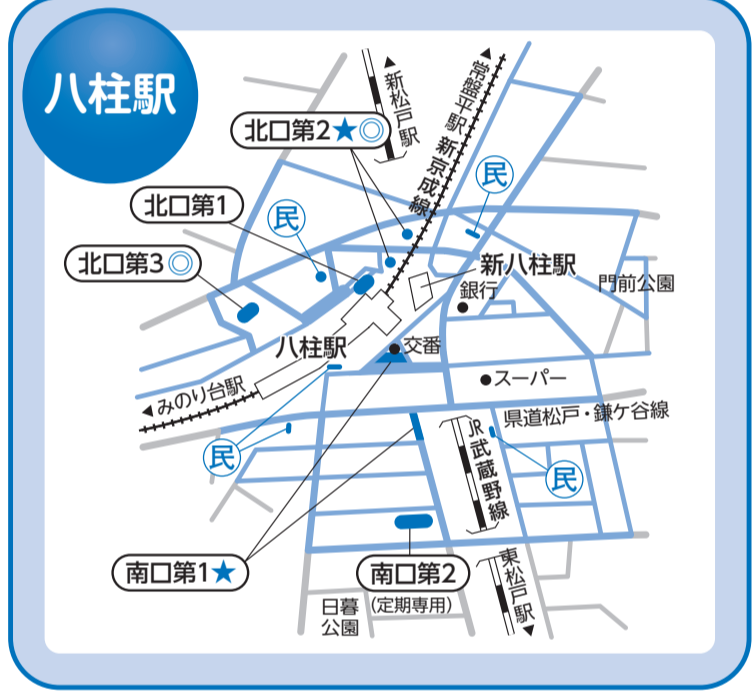 八柱駅
▲新松戸駅
▲常盤平駅
新京成線
北口第2★◎
民
北口第1
民
北口第3◎
新八柱駅
門前公園
銀行
八柱駅
交番
◀みのり台駅
スーパー
県道松戸・鎌ケ谷線
民
JR武蔵野線
民
南口第1★
南口第2
(定期専用)
日暮
公園
東松戸駅▼